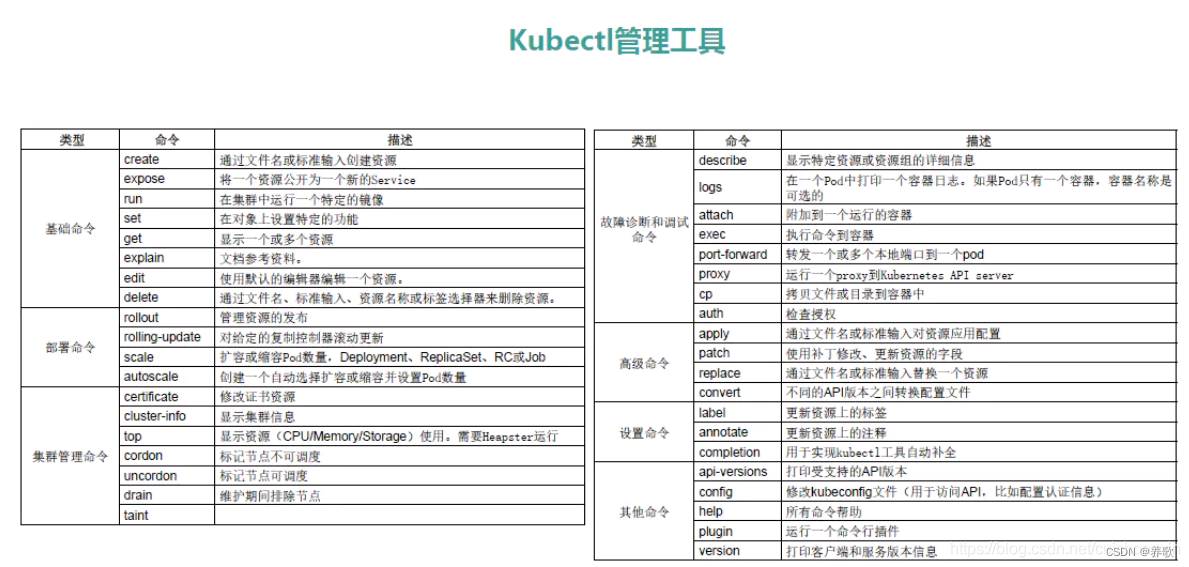 Kubectl管理工具
类型 命令 描述
基础命令
create 通过文件名或标准输入创建资源
expose 将一个资源公开为一个新的Service
run 在集群中运行一个特定的镜像
set 在对象上设置特定的功能
get 显示一个或多个资源
explain 文档参考资料。
edit 使用默认的编辑器编辑一个资源。
delete 通过文件名、标准输入、资源名称或标签选择器来删除资源。
部署命令
rollout 管理资源的发布
rolling-update 对给定的复制控制器滚动更新
scale 扩容或缩容Pod数量，Deployment、ReplicaSet、RC或Job
autoscale 创建一个自动选择扩容或缩容并设置Pod数量
集群管理命令
certificate 修改证书资源
cluster-info 显示集群信息
top 显示资源（CPU/Memory/Storage）使用。需要Heapster运行
cordon 标记节点不可调度
uncordon 标记节点可调度
drain 维护期间排除节点
taint
类型 命令 描述
故障诊断和调试
命令
describe 显示特定资源或资源组的详细信息
logs 在一个Pod中打印一个容器日志。如果Pod只有一个容器，容器名称是
可选的
attach 附加到一个运行的容器
exec 执行命令到容器
port-forward 转发一个或多个本地端口到一个pod
proxy 运行一个proxy到Kubernetes API server
cp 拷贝文件或目录到容器中
auth 检查授权
高级命令
apply 通过文件名或标准输入对资源应用配置
patch 使用补丁修改、更新资源的字段
replace 通过文件名或标准输入替换一个资源
convert 不同的API版本之间转换配置文件
设置命令
label 更新资源上的标签
annotate 更新资源上的注释
completion 用于实现kubectl工具自动补全
其他命令
api-versions 打印受支持的API版本
config 修改kubeconfig文件（用于访问API，比如配置认证信息）
help 所有命令帮助
plugin 运行一个命令行插件
version 打印客户端和服务版本信息
https://blog.csdn.net/
CSDN @养歌